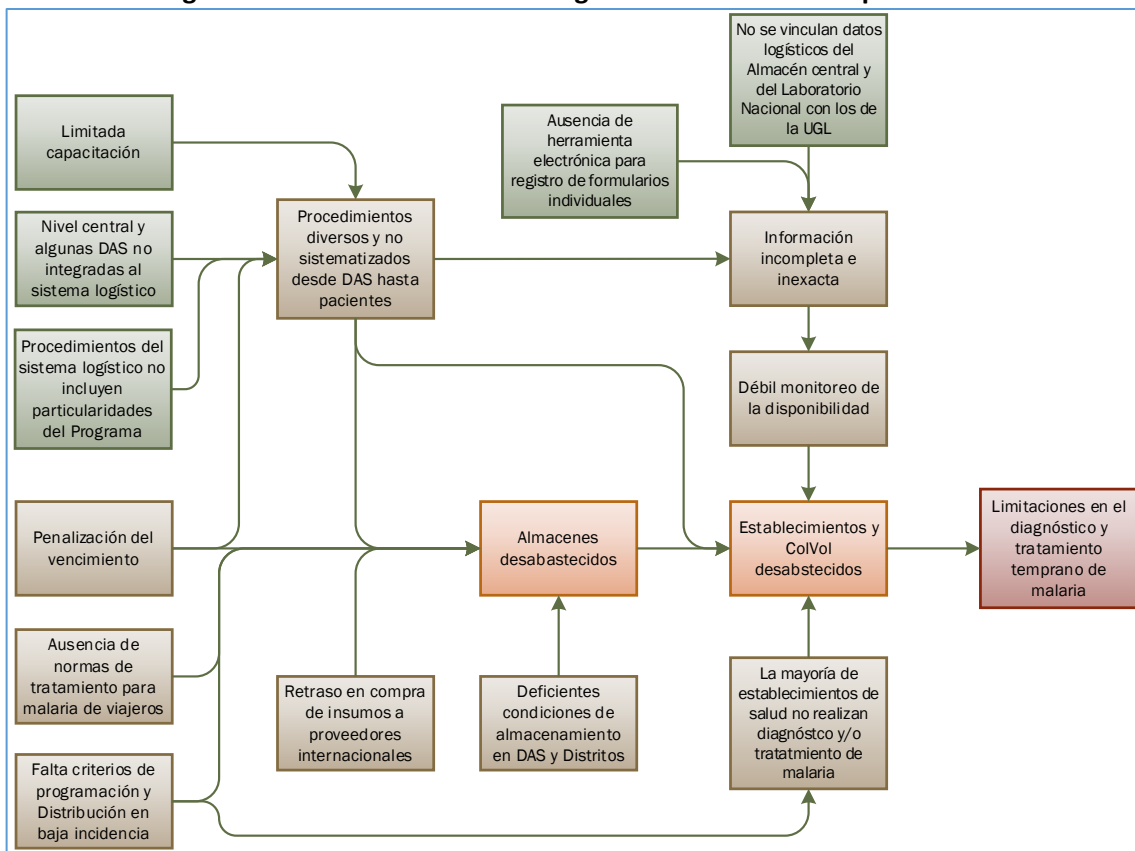 No se vinculan datos
logísticos del
Almacén central y
del Laboratorio
Nacional con los de
la UGL
Ausencia de
herramienta
electrónica para
registro de formularios
individuales
Limitada
capacitación
Nivel central y
algunas DAS no
integradas al
sistema logístico
Procedimientos
diversos y no
sistematizados
desde DAS hasta
pacientes
Información
incompleta e
inexacta
Procedimientos del
sistema logístico no
incluyen
particularidades
del Programa
Débil monitoreo de
la disponibilidad
Penalización del
vencimiento
Almacenes
desabastecidos
Establecimientos y
ColVol
desabstecidos
Limitaciones en el
diagnóstico y
tratamiento
temprano de
malaria
Ausencia de
normas de
tratamiento para
malaria de viajeros
Retraso en compra
de insumos a
proveedores
internacionales
Deficientes
condiciones de
almacenamiento
en DAS y Distritos
La mayoría de
establecimientos de
salud no realizan
diagnóstco y/o
tratatmiento de
malaria
Falta criterios de
programación y
Distribución en
baja incidencia